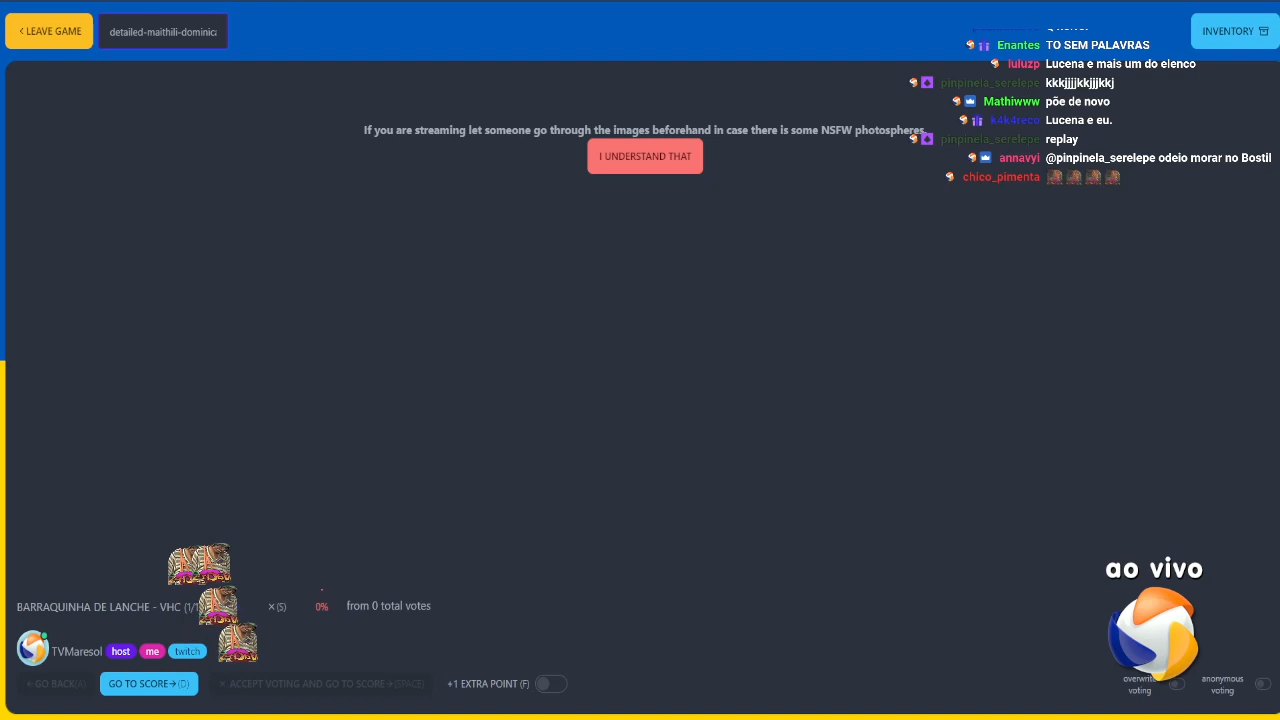 LEAVE GAME
detailed-maithili-dominica
INVENTORY
Enantes TO SEM PALAVRAS
luluzp Lucena e mais um do elenco
pinpinela_serelepe kkkjjjjkkjjjkkj
Mathiwww põe de novo
k4k4reco Lucena e eu.
pinpinela_serelepe replay
annavyi @pinpinela_serelepe odeio morar no Bostil
chico_pimenta
If you are streaming let someone go through the images beforehand in case there is some NSFW photospheres.
I UNDERSTAND THAT
ao vivo
BARRAQUINHA DE LANCHE - VHC (1/1 × (S) 0% from 0 total votes
TVMaresol host me twitch
← GO BACK(A) GO TO SCORE→(D) × ACCEPT VOTING AND GO TO SCORE→(SPACE) +1 EXTRA POINT (F)
overwrite voting
anonymous voting